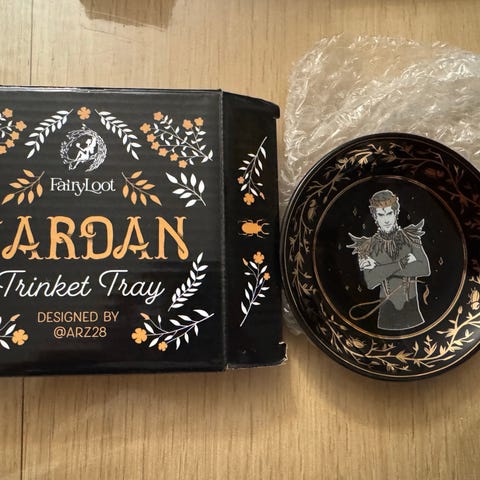 FairyLoot
ARDAN
Trinket Tray
DESIGNED BY
@ARZ28